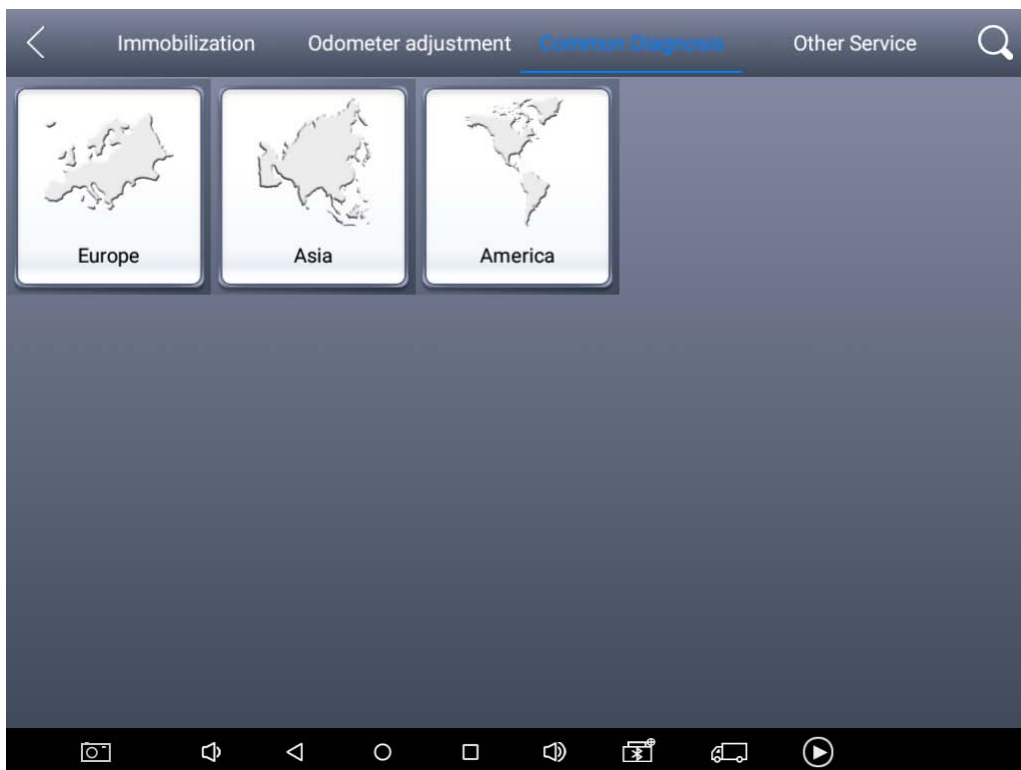 Immobilization Odometer adjustment Common Diagnosis Other Service
Europe Asia America